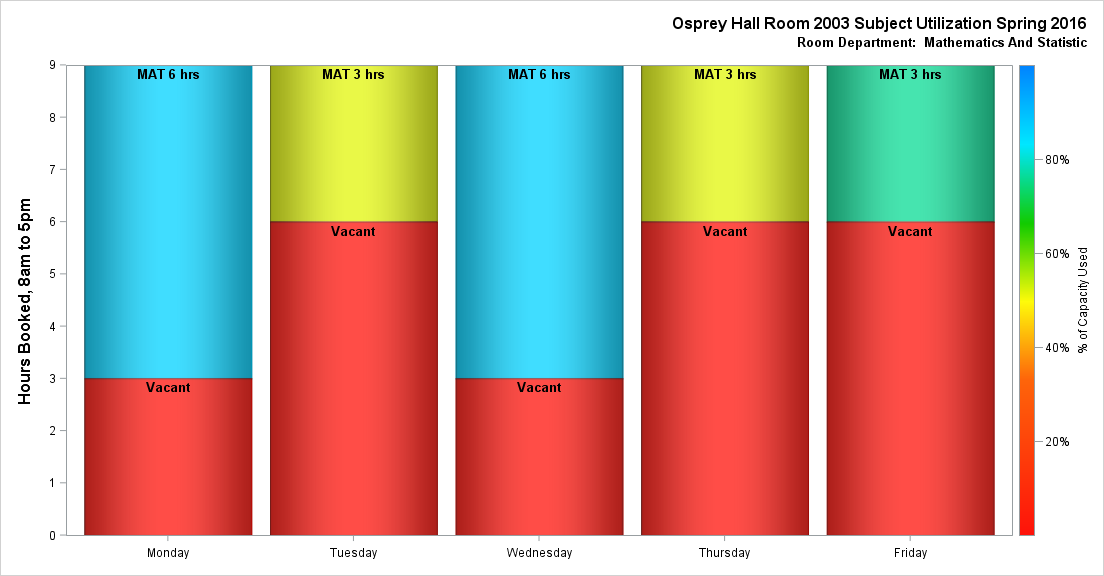 Osprey Hall Room 2003 Subject Utilization Spring 2016
Room Department: Mathematics And Statistic
Hours Booked, 8am to 5pm
9
8
7
6
5
4
3
2
1
0
MAT 6 hrs
Vacant
MAT 3 hrs
Vacant
MAT 6 hrs
Vacant
MAT 3 hrs
Vacant
MAT 3 hrs
Vacant
Monday
Tuesday
Wednesday
Thursday
Friday
80%
60%
40%
20%
% of Capacity Used